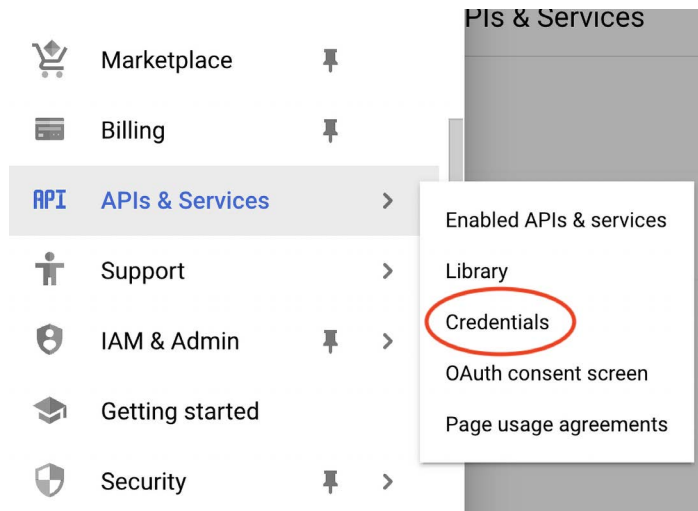 PIs & Services
Marketplace
Billing
API APIs & Services
Enabled APIs & services
Library
Credentials
OAuth consent screen
Page usage agreements
Support
IAM & Admin
Getting started
Security